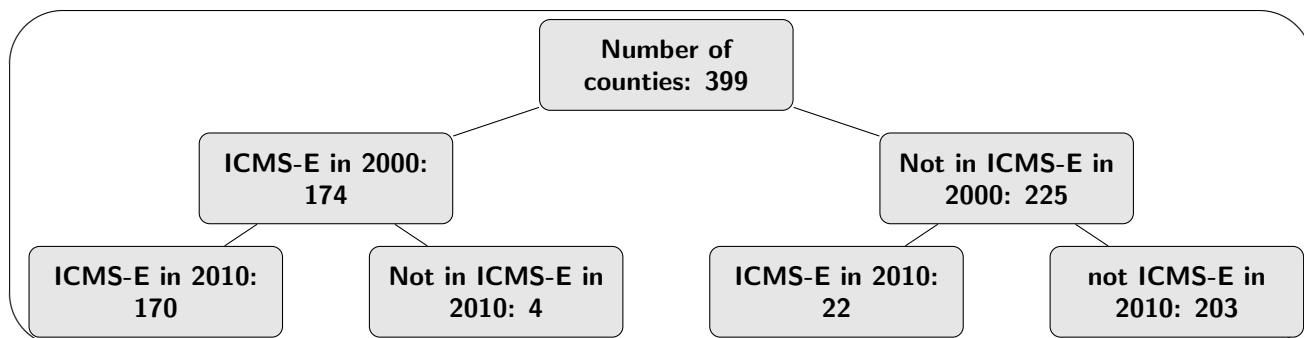 Number of
counties: 399
ICMS-E in 2000:
174
Not in ICMS-E in
2000: 225
ICMS-E in 2010:
170
Not in ICMS-E in
2010: 4
ICMS-E in 2010:
22
not ICMS-E in
2010: 203